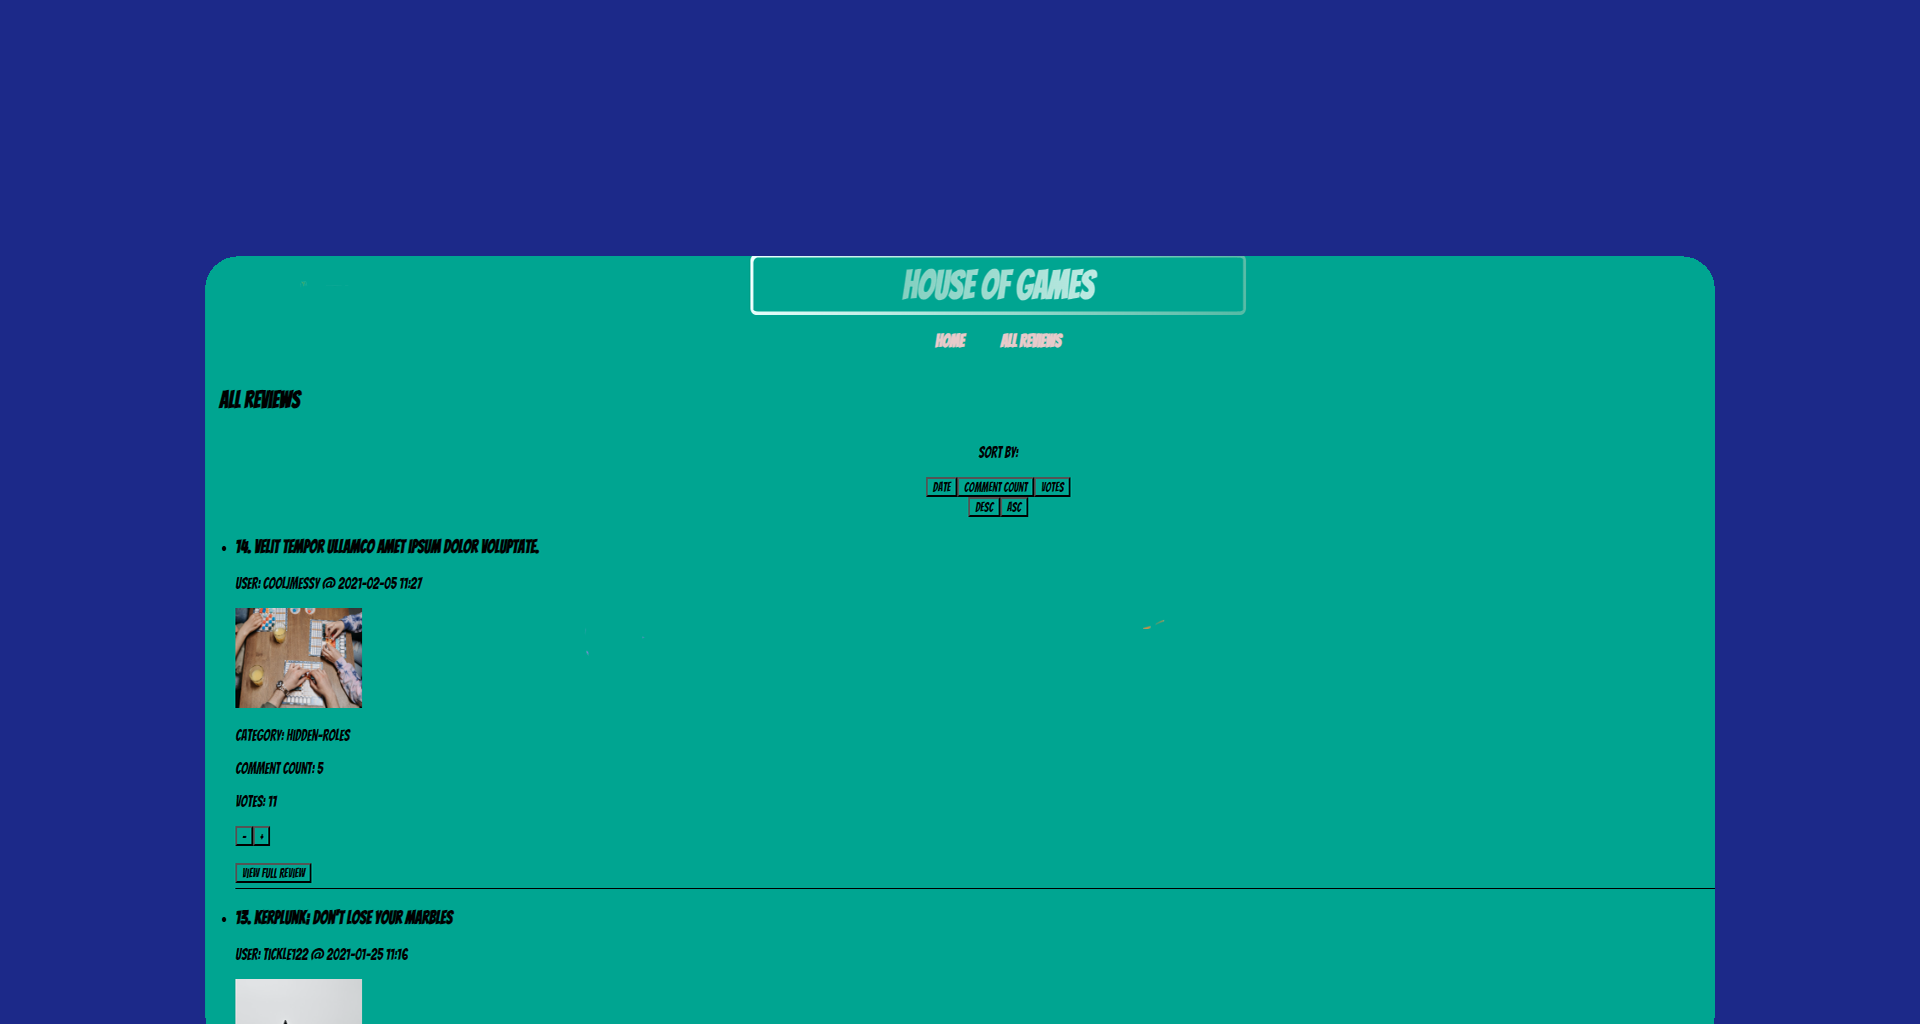 HOUSE OF GAMES
HOME ALL REVIEWS
ALL REVIEWS
SORT BY:
DATE COMMENT COUNT VOTES
DESC ASC
• 14. VELIT TEMPOR ULLAMCO AMET IPSUM DOLOR VOLUPTATE.
USER: COOLJMESSY @ 2021-02-05 11:27
CATEGORY: HIDDEN-ROLES
COMMENT COUNT: 5
VOTES: 11
- +
VIEW FULL REVIEW
• 13. KERPLUNK; DON'T LOSE YOUR MARBLES
USER: TICKLE122 @ 2021-01-25 11:16